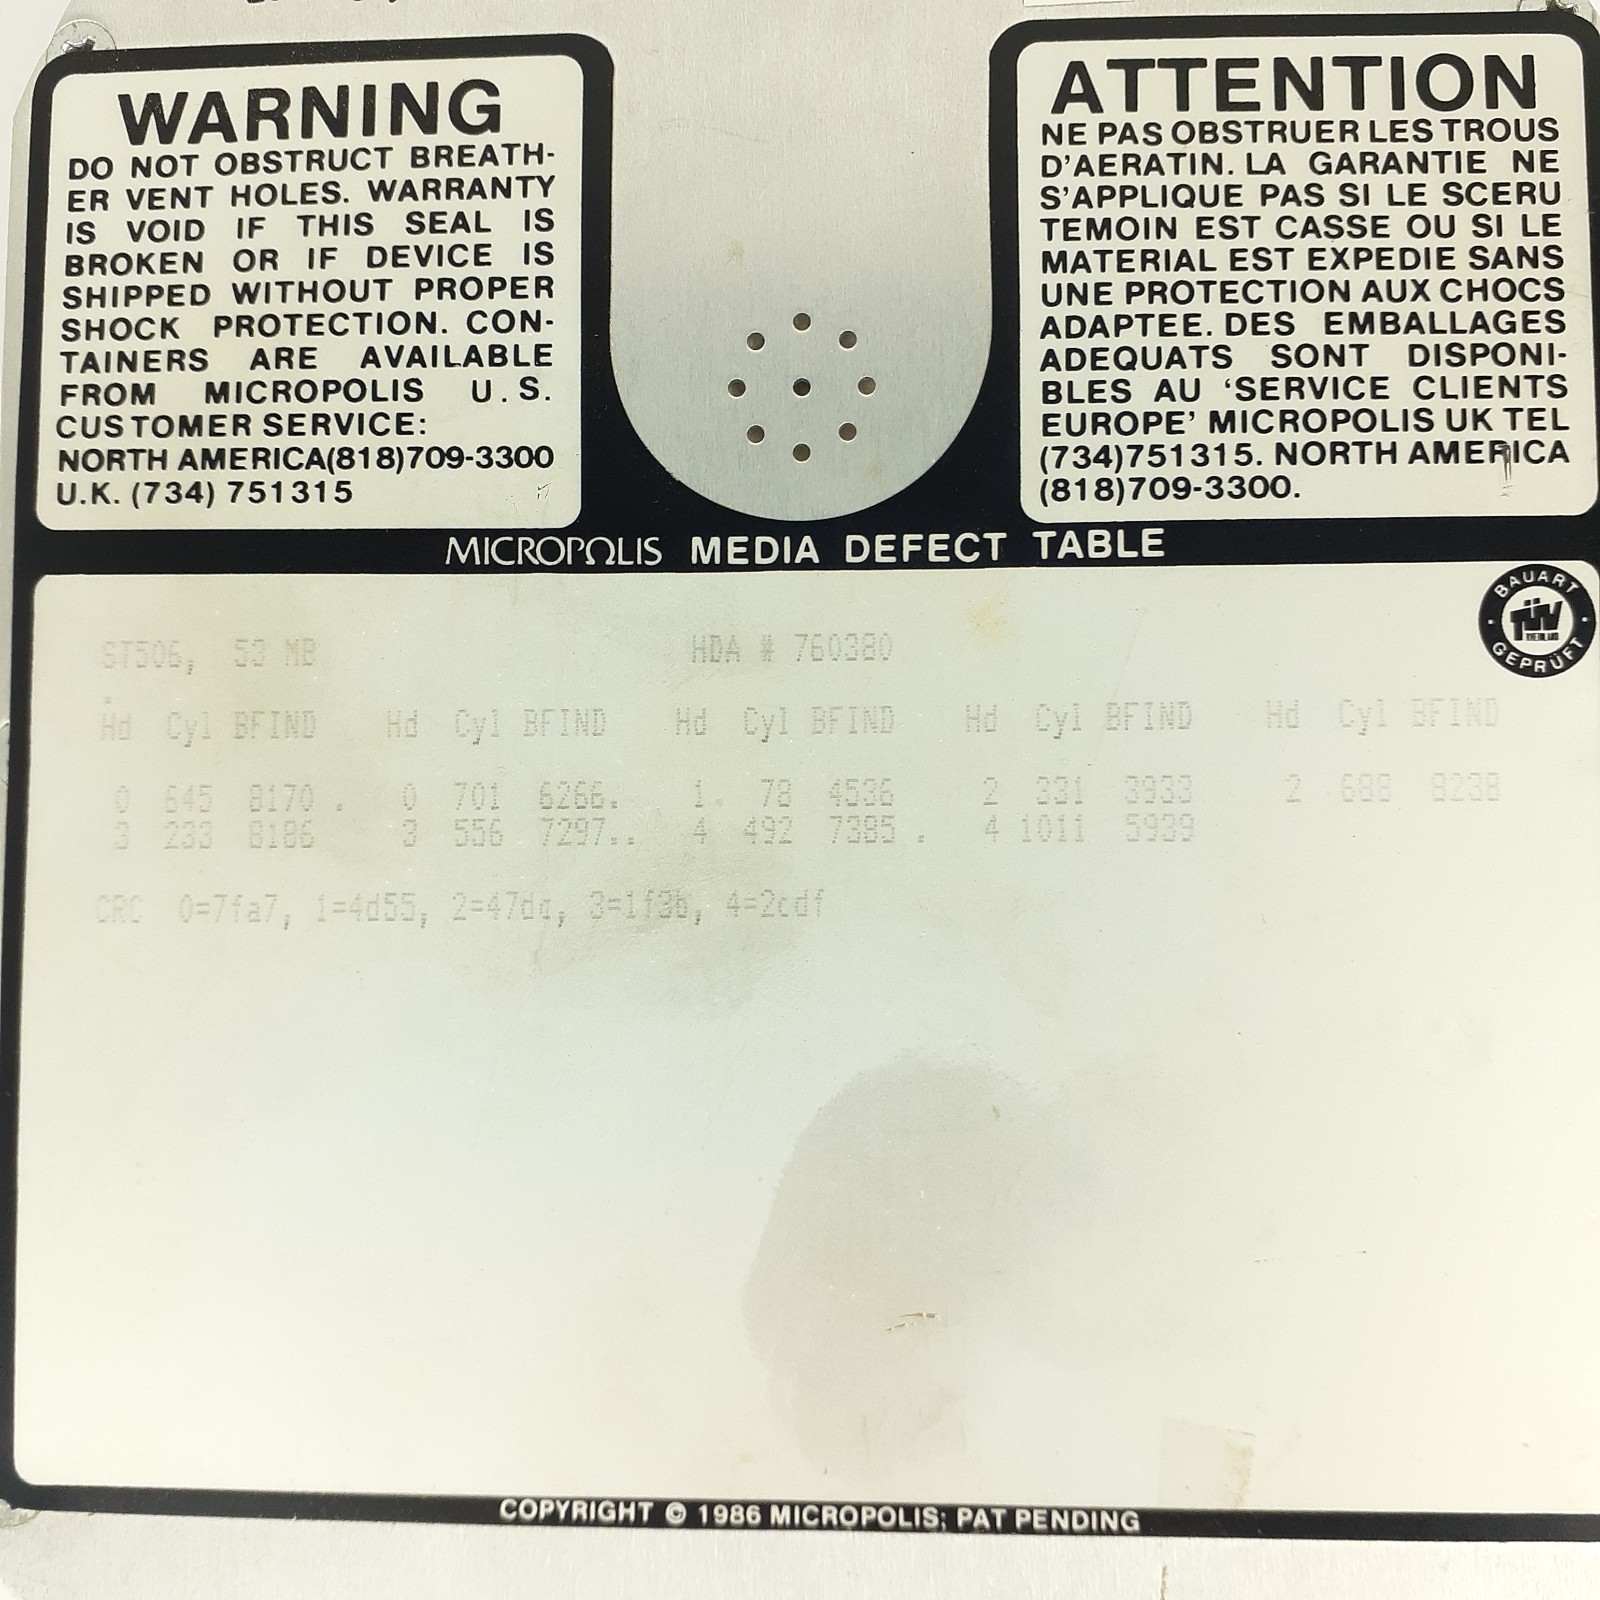 WARNING
DO NOT OBSTRUCT BREATH-
ER VENT HOLES. WARRANTY
IS VOID IF THIS SEAL IS
BROKEN OR IF DEVICE IS
SHIPPED WITHOUT PROPER
SHOCK PROTECTION. CON-
TAINERS ARE AVAILABLE
FROM MICROPOLIS U.S.
CUSTOMER SERVICE:
NORTH AMERICA(818)709-3300
U.K. (734) 751315
ATTENTION
NE PAS OBSTRUER LES TROUS
D'AERATIN. LA GARANTIE NE
S'APPLIQUE PAS SI LE SCERU
TEMOIN EST CASSE OU SI LE
MATERIAL EST EXPEDIE SANS
UNE PROTECTION AUX CHOCS
ADAPTEE. DES EMBALLAGES
ADEQUATS SONT DISPONI-
BLES AU 'SERVICE CLIENTS
EUROPE' MICROPOLIS UK TEL
(734)751315. NORTH AMERICA
(818)709-3300.
MICROPOLIS MEDIA DEFECT TABLE
BAUART
TÜV
GEPRÜFT
ST506, 53 MB HDA # 760380
Hd Cyl BFIND Hd Cyl BFIND Hd Cyl BFIND Hd Cyl BFIND Hd Cyl BFIND
0 645 8170 . 0 701 6266. 1. 78 4536 2 331 3933 2 688 8238
3 233 8186 3 556 7297.. 4 492 7385 . 4 1011 5939
CRC 0=7fa7, 1=4d55, 3=1f3b, 4=2cdf
COPYRIGHT © 1986 MICROPOLIS; PAT PENDING